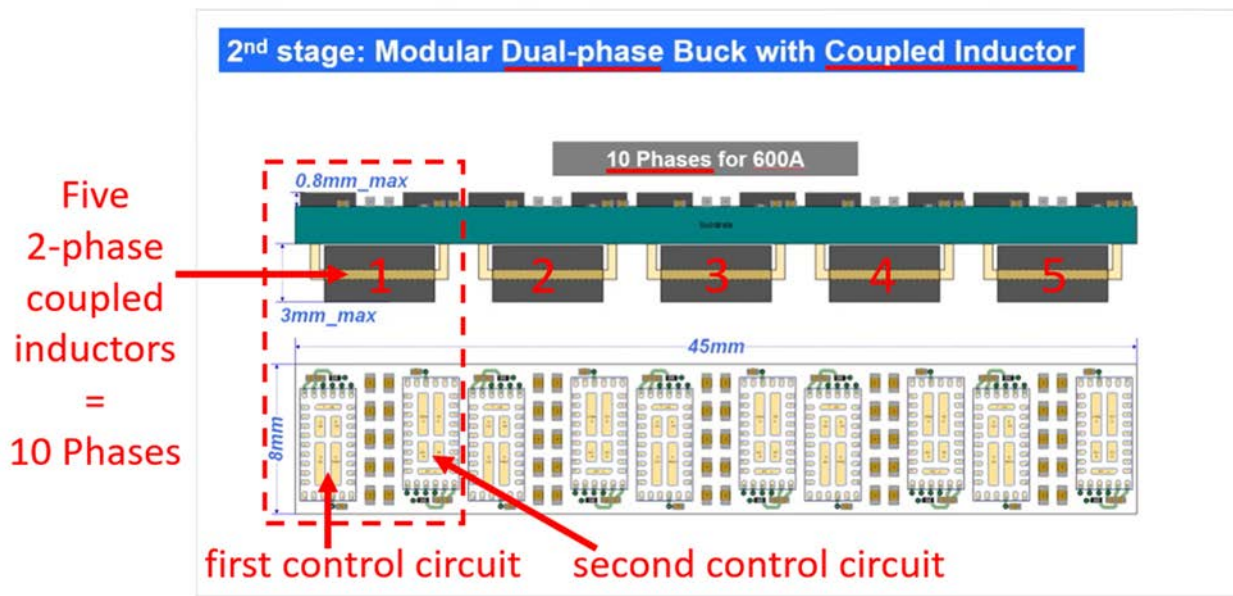 2nd stage: Modular Dual-phase Buck with Coupled Inductor
10 Phases for 600A
0.8mm_max
Five
2-phase
coupled
inductors
=
10 Phases
1 2 3 4 5
3mm_max
45mm
8mm
first control circuit second control circuit